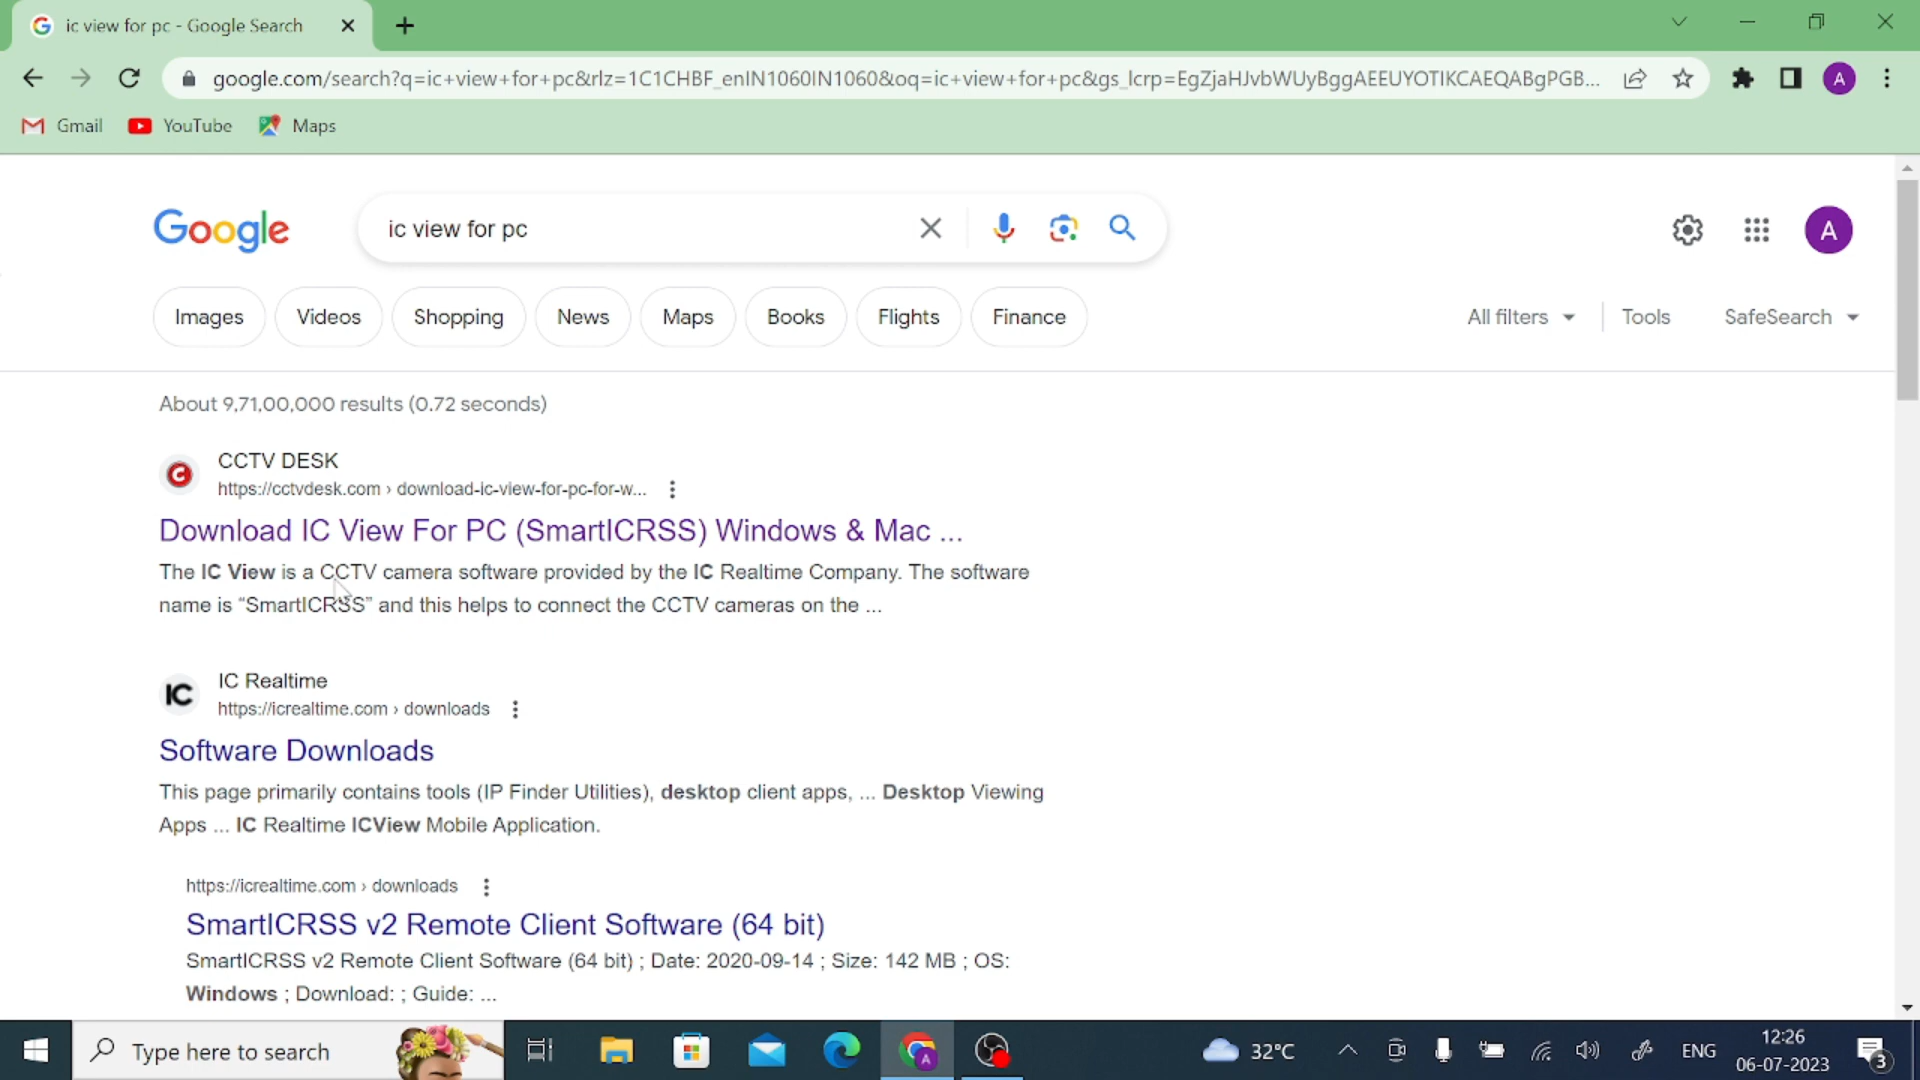 ic view for pc - Google Search
google.com/search?q=ic+view+for+pc&rlz=1C1CHBF_enIN1060IN1060&oq=ic+view+for+pc&gs_lcrp=EgZjaHJvbWUyBggAEEUYOTIKCAEQABgPGB...
A
Gmail
YouTube
Maps
Google
ic view for pc
A
Images
Videos
Shopping
News
Maps
Books
Flights
Finance
All filters
Tools
SafeSearch
About 9,71,00,000 results (0.72 seconds)
CCTV DESK
https://cctvdesk.com › download-ic-view-for-pc-for-w...
Download IC View For PC (SmartICRSS) Windows & Mac ...
The IC View is a CCTV camera software provided by the IC Realtime Company. The software
name is “SmartICRSS” and this helps to connect the CCTV cameras on the ...
IC
IC Realtime
https://icrealtime.com › downloads
Software Downloads
This page primarily contains tools (IP Finder Utilities), desktop client apps, ... Desktop Viewing
Apps ... IC Realtime ICView Mobile Application.
https://icrealtime.com › downloads
SmartICRSS v2 Remote Client Software (64 bit)
SmartICRSS v2 Remote Client Software (64 bit) ; Date: 2020-09-14 ; Size: 142 MB ; OS:
Windows ; Download: ; Guide: ...
Type here to search
A
32°C
ENG
12:26
06-07-2023
3